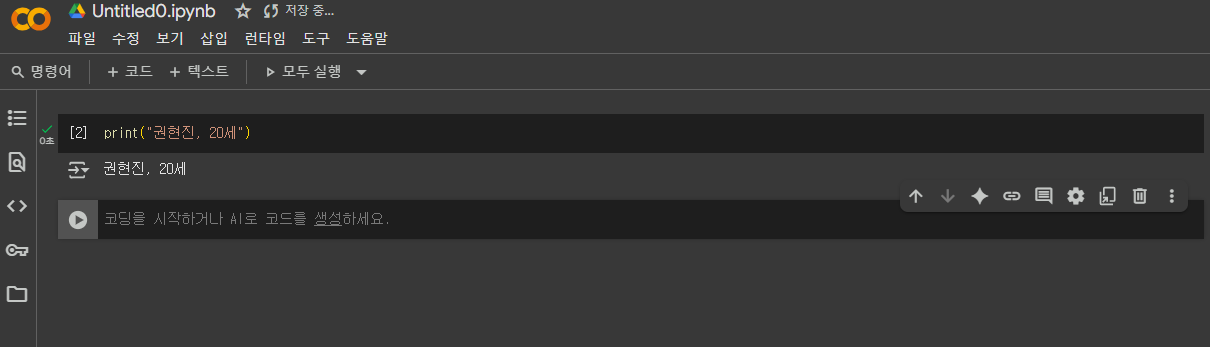 Untitled0.ipynb 저장 중...
파일 수정 보기 삽입 런타임 도구 도움말
명령어 + 코드 + 텍스트 모두 실행
[2] print("권현진, 20세")
0초
권현진, 20세
코딩을 시작하거나 AI로 코드를 생성하세요.